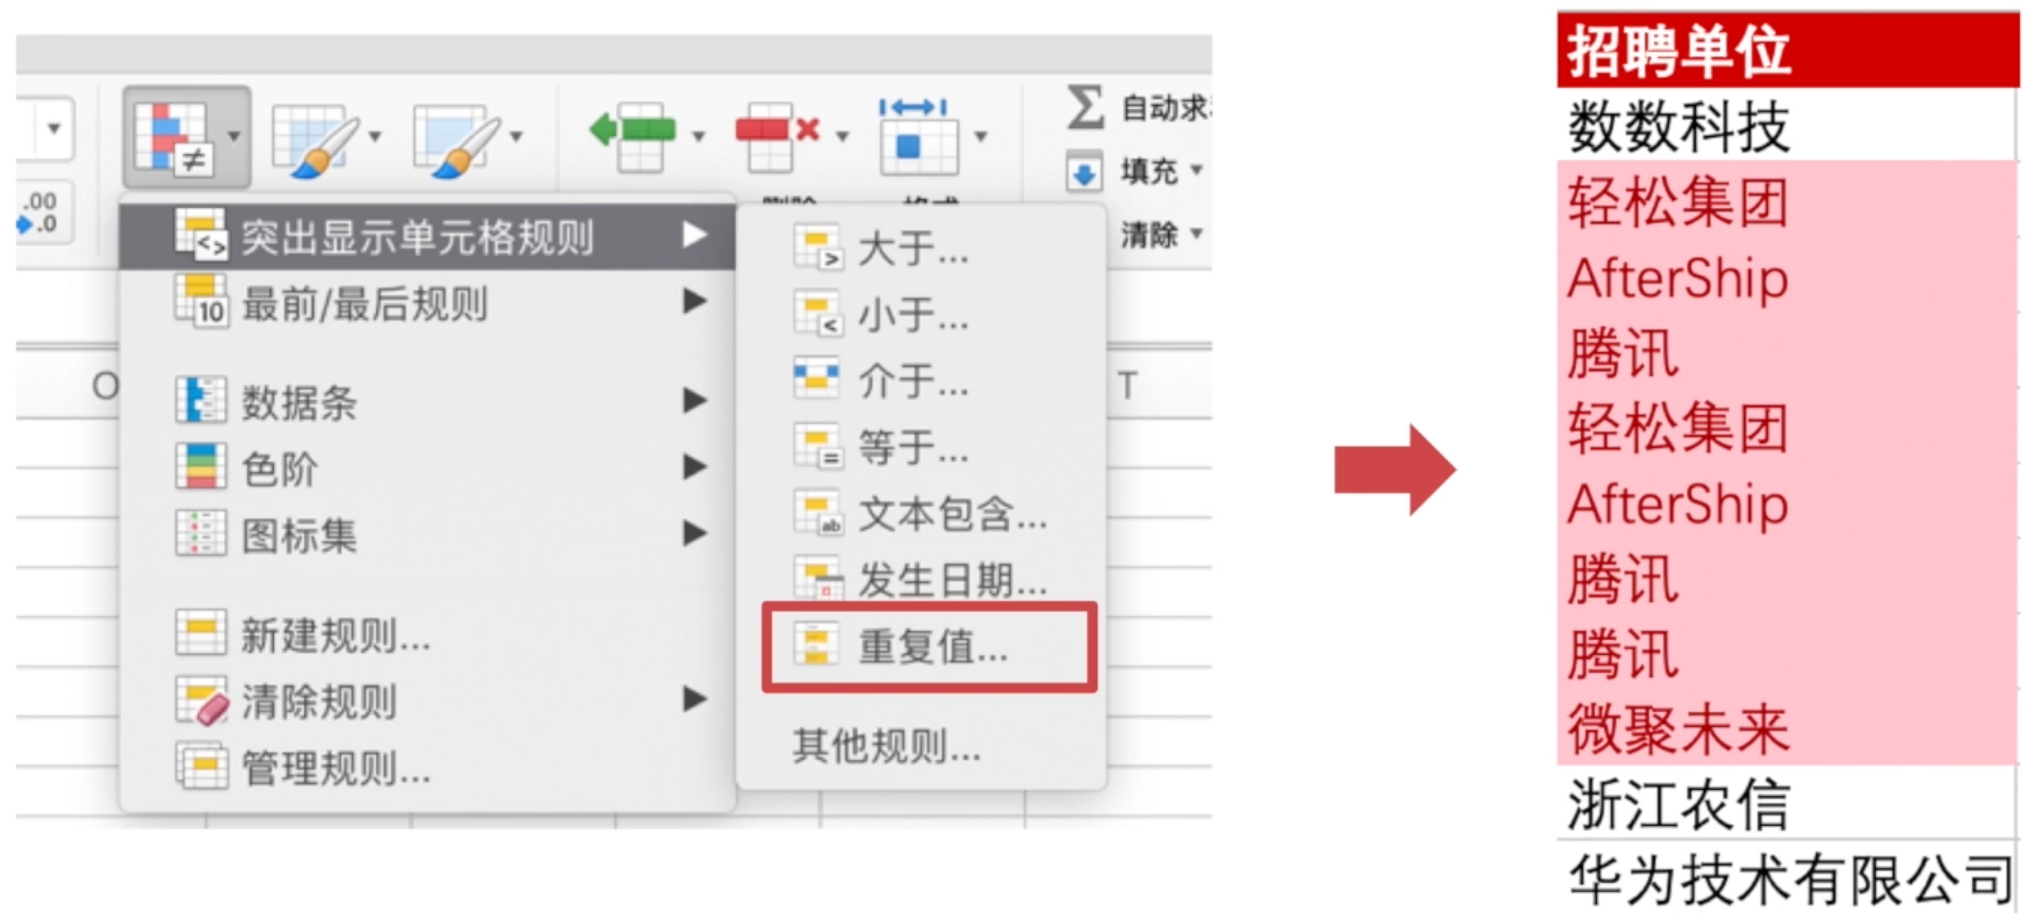 .00
.0
自动求
填充
清除
突出显示单元格规则
10 最前/最后规则
数据条
色阶
图标集
新建规则...
清除规则
管理规则...
> 大于...
< 小于...
介于...
= 等于...
ab 文本包含...
发生日期...
重复值...
其他规则...
T
招聘单位
数数科技
轻松集团
AfterShip
腾讯
轻松集团
AfterShip
腾讯
腾讯
微聚未来
浙江农信
华为技术有限公司